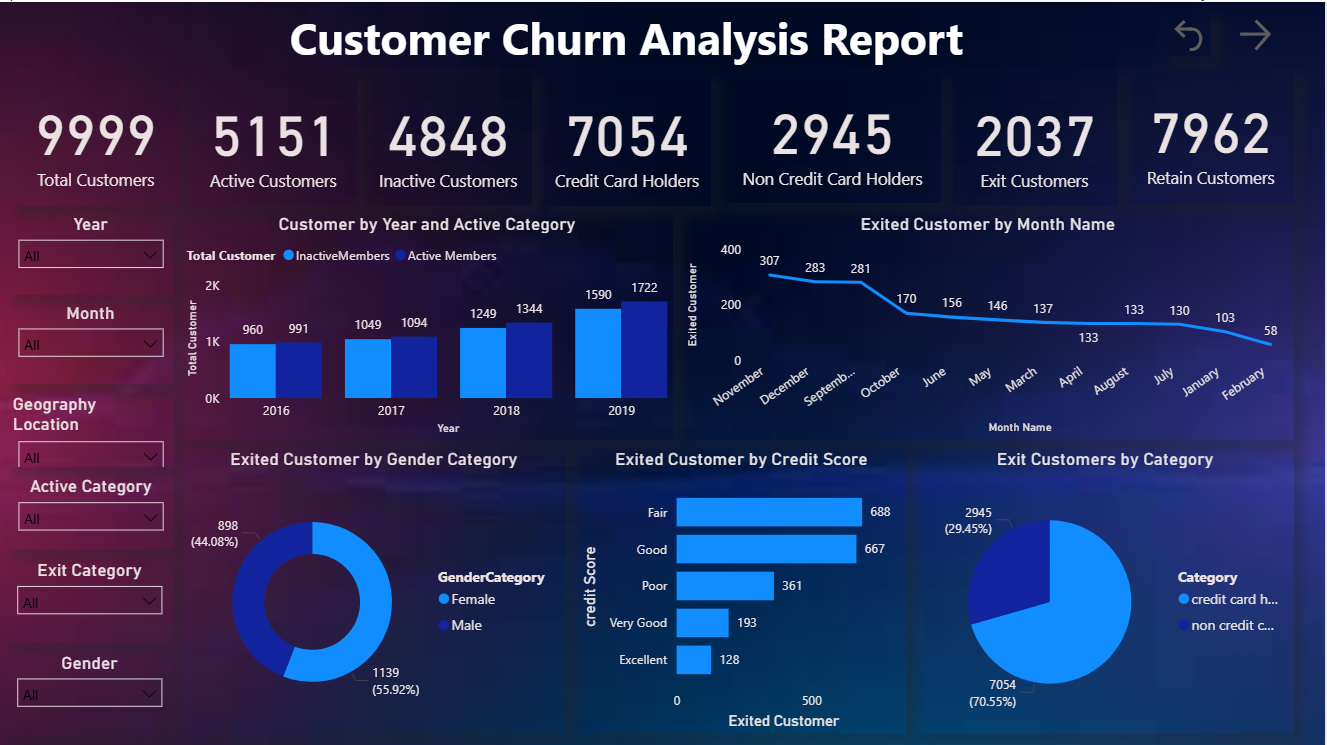 Customer Churn Analysis Report
9999
Total Customers
5151
Active Customers
4848
Inactive Customers
7054
Credit Card Holders
2945
Non Credit Card Holders
2037
Exit Customers
7962
Retain Customers
Year
All
Month
All
Geography
Location
All
Active Category
All
Exit Category
All
Gender
All
Customer by Year and Active Category
Total Customer InactiveMembers Active Members
Total Customer
2K
1K
0K
960 991 1049 1094 1249 1344 1590 1722
2016 2017 2018 2019
Year
Exited Customer by Month Name
Exited Customer
400
200
0
307 283 281 170 156 146 137 133 133 130 103 58
November December Septemb... October June May March April August July January February
Month Name
Exited Customer by Gender Category
898
(44.08%)
1139
(55.92%)
GenderCategory
Female
Male
Exited Customer by Credit Score
credit Score
Fair 688
Good 667
Poor 361
Very Good 193
Excellent 128
0 500
Exited Customer
Exit Customers by Category
2945
(29.45%)
7054
(70.55%)
Category
credit card h...
non credit c...